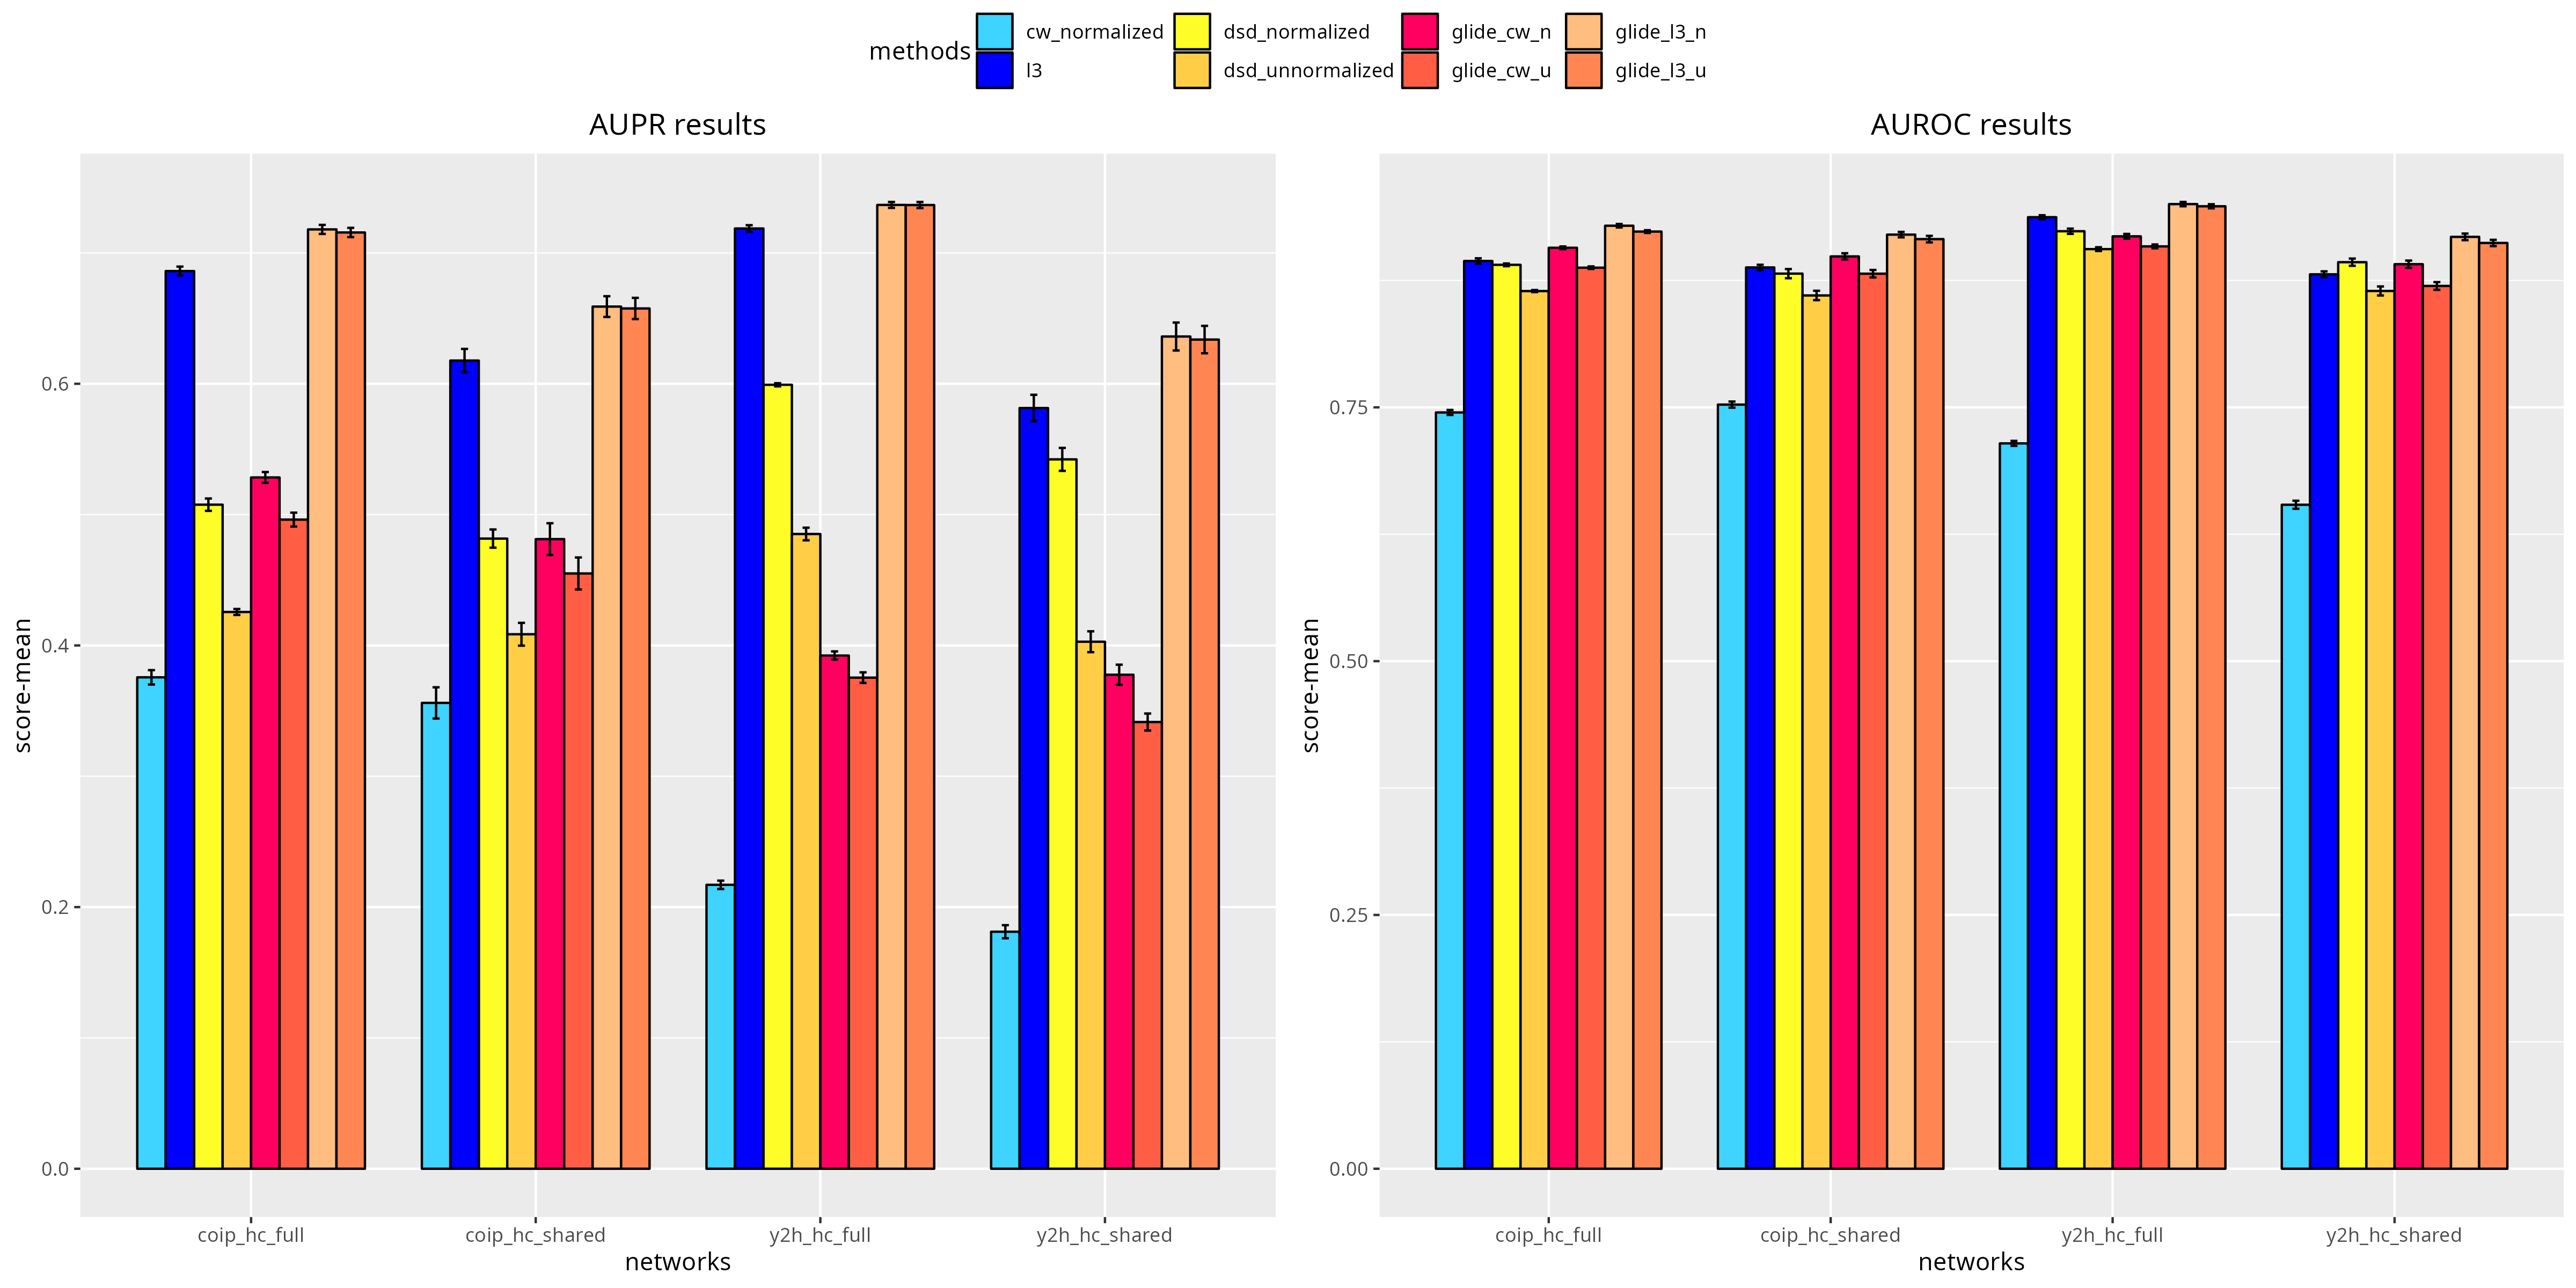 methods
cw_normalized dsd_normalized glide_cw_n glide_l3_n
l3 dsd_unnormalized glide_cw_u glide_l3_u
AUPR results
score-mean
0.6
0.4
0.2
0.0
coip_hc_full coip_hc_shared y2h_hc_full y2h_hc_shared
networks
AUROC results
score-mean
0.75
0.50
0.25
0.00
coip_hc_full coip_hc_shared y2h_hc_full y2h_hc_shared
networks